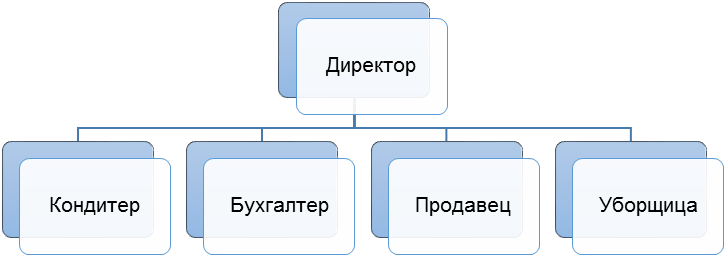 Директор
Кондитер
Бухгалтер
Продавец
Уборщица